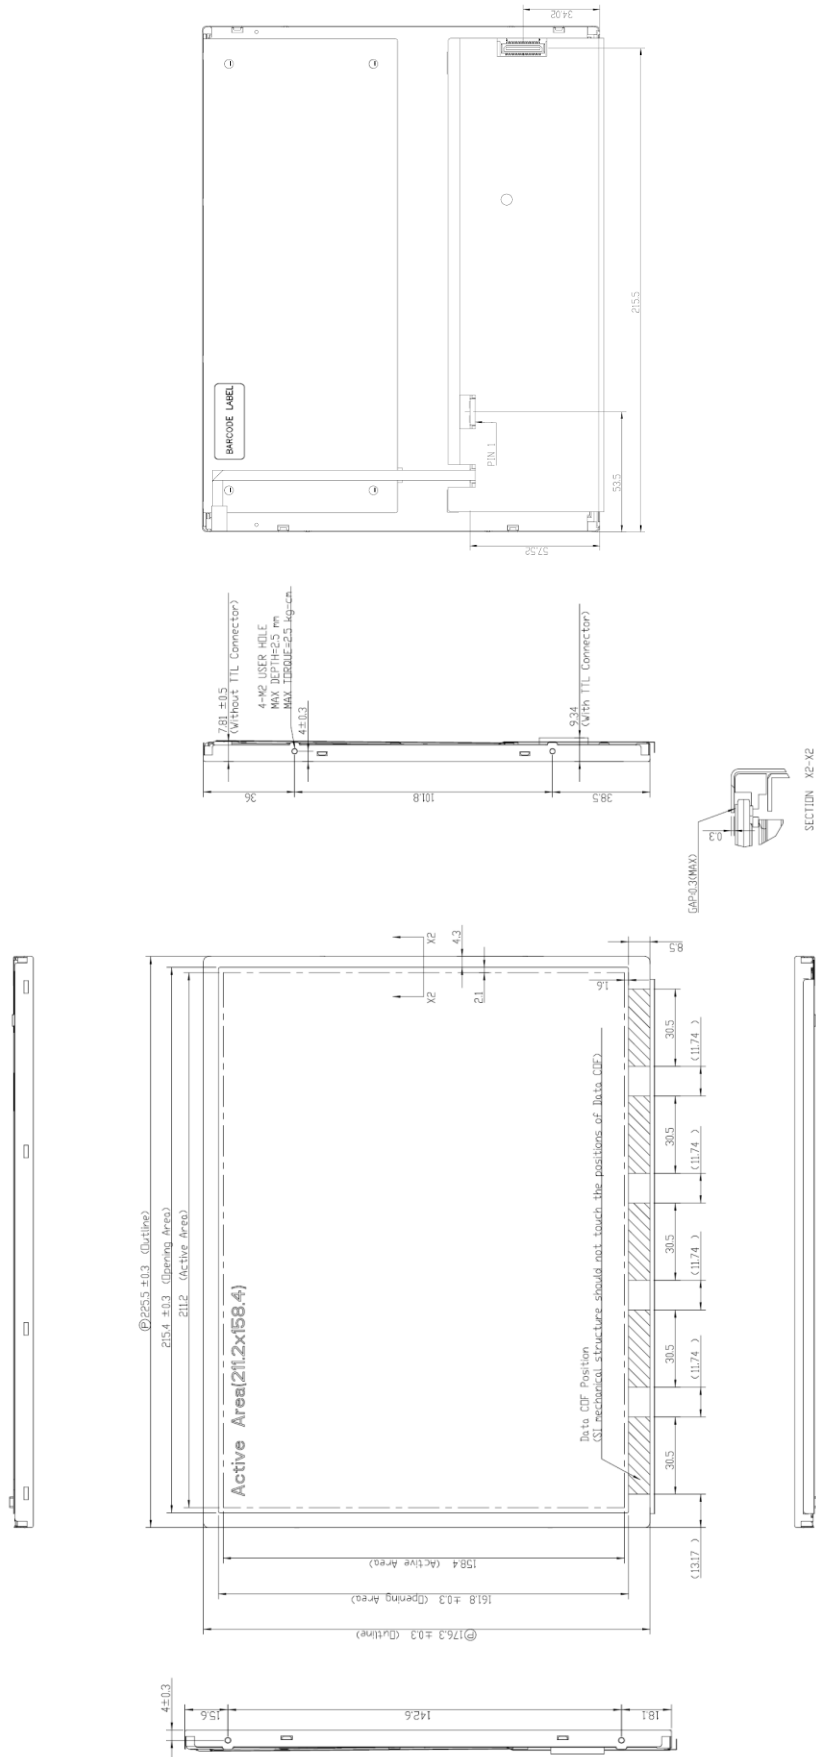 34.02
215.5
BARCODE LABEL
PIN 1
53.5
57.52
7.81 ±0.5
(Without TTL Connector)
4-M2 USER HOLE
MAX DEPTH=2.5 mm
MAX TORQUE=2.5 kg-cm
4±0.3
9.34
(With TTL Connector)
36
101.8
38.5
GAP:0.3(MAX)
0.3
SECTION X2-X2
X2
X2
4.3
2.1
8.5
1.6
Ⓟ225.5 ±0.3 (Outline)
215.4 ±0.3 (Opening Area)
211.2 (Active Area)
Active Area(211.2x158.4)
Data COF Position
(SI mechanical structure should not touch the positions of Data COF)
30.5
(11.74 )
30.5
(11.74 )
30.5
(11.74 )
30.5
(11.74 )
30.5
(13.17 )
158.4 (Active Area)
161.8 ±0.3 (Opening Area)
Ⓟ176.3 ±0.3 (Outline)
4±0.3
15.6
142.6
18.1